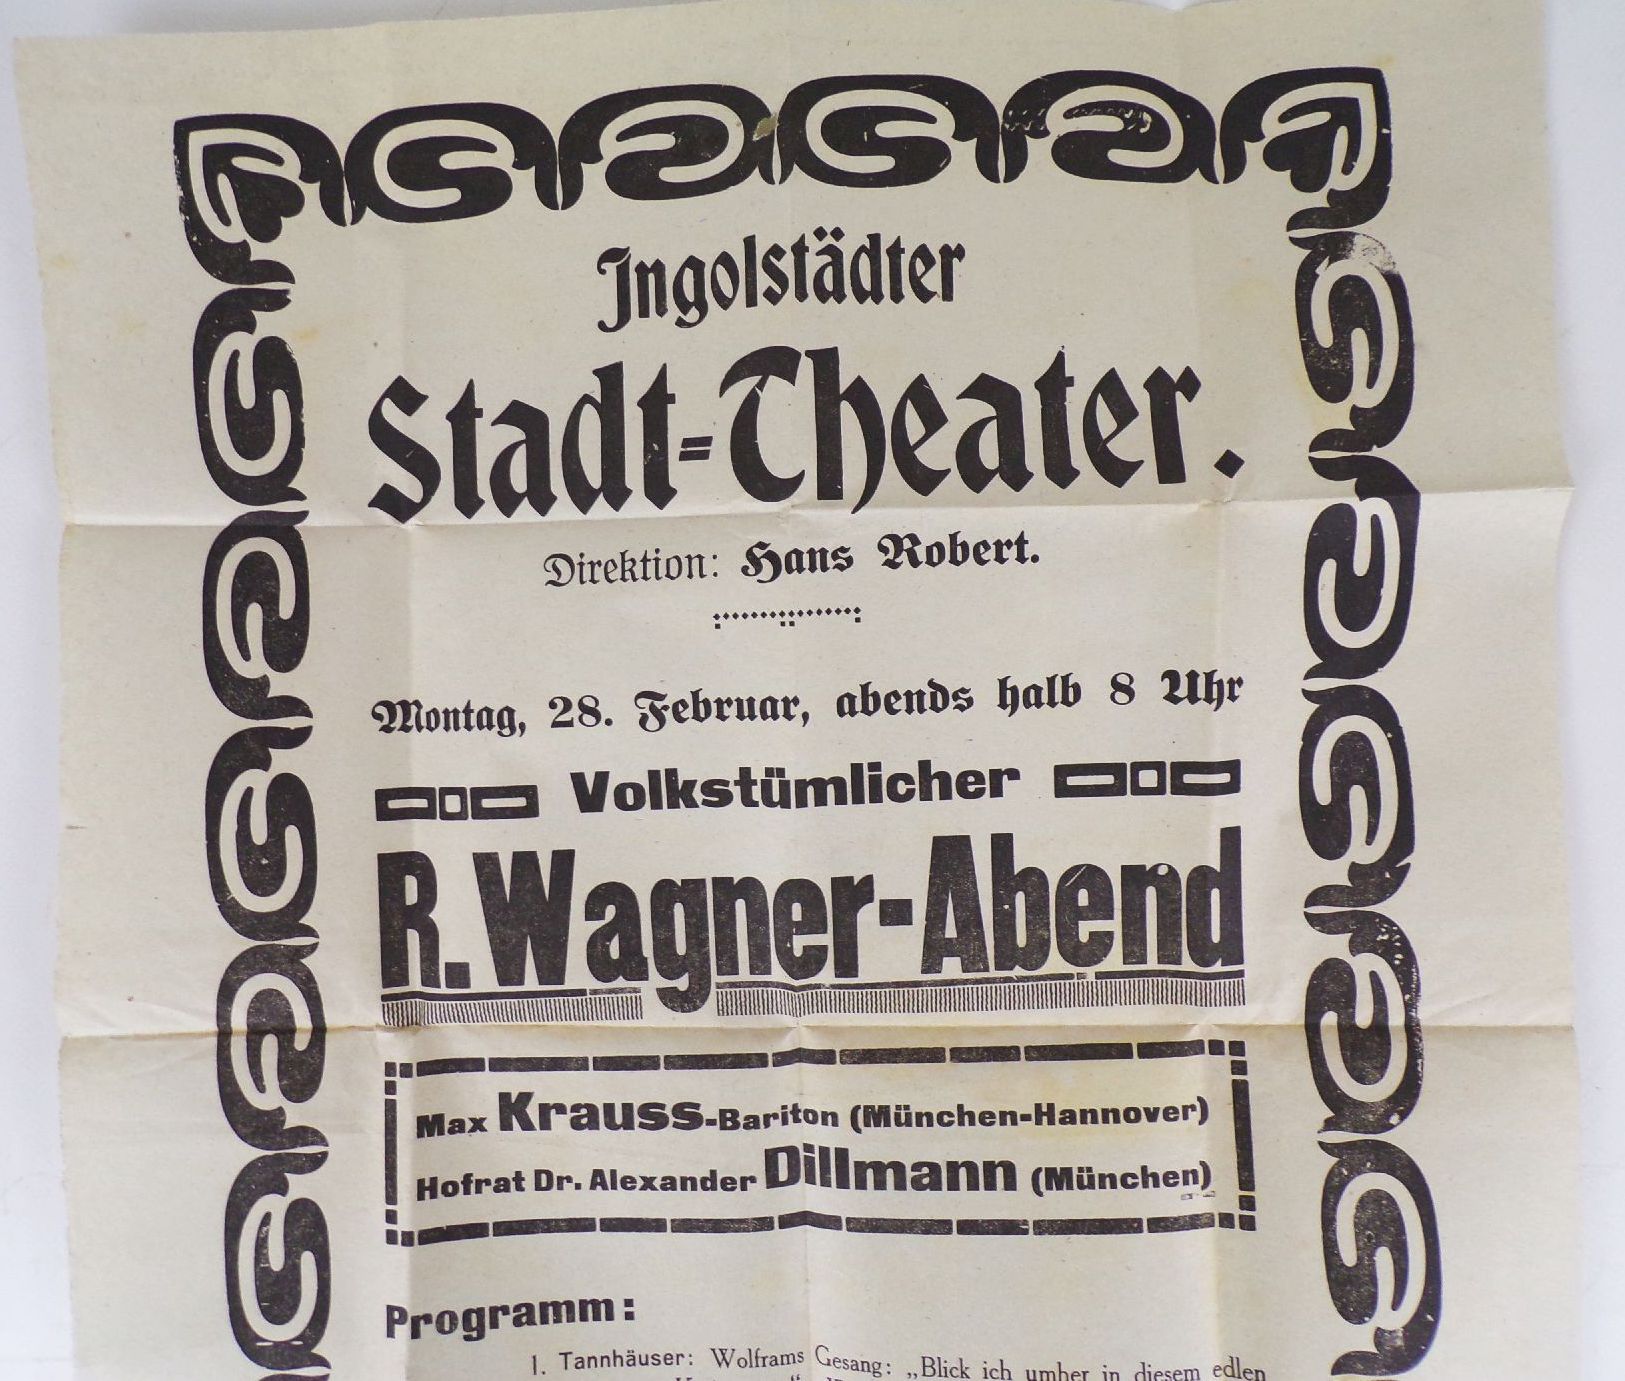 Ingolstädter
Stadt=Theater.
Direktion: Hans Robert.
Montag, 28. Februar, abends halb 8 Uhr
Volkstümlicher
R. Wagner-Abend
Max Krauss-Bariton (München-Hannover)
Hofrat Dr. Alexander Dillmann (München)
Programm:
1. Tannhäuser: Wolframs Gesang: „Blick ich umher in diesem edlen